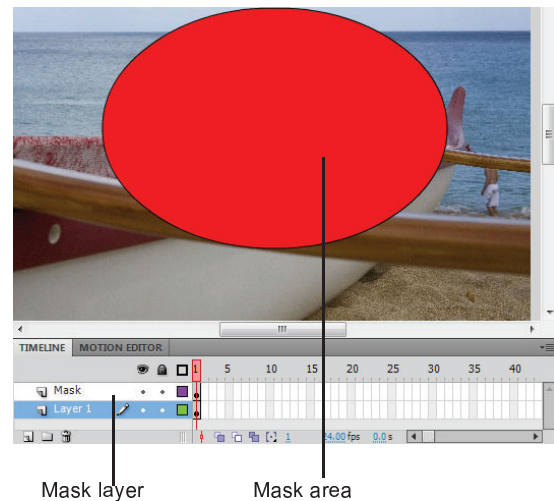 TIMELINE MOTION EDITOR
1 5 10 15 20 25 30 35 40
Mask
Layer 1
1 24.00 fps 0.0 s
Mask layer Mask area